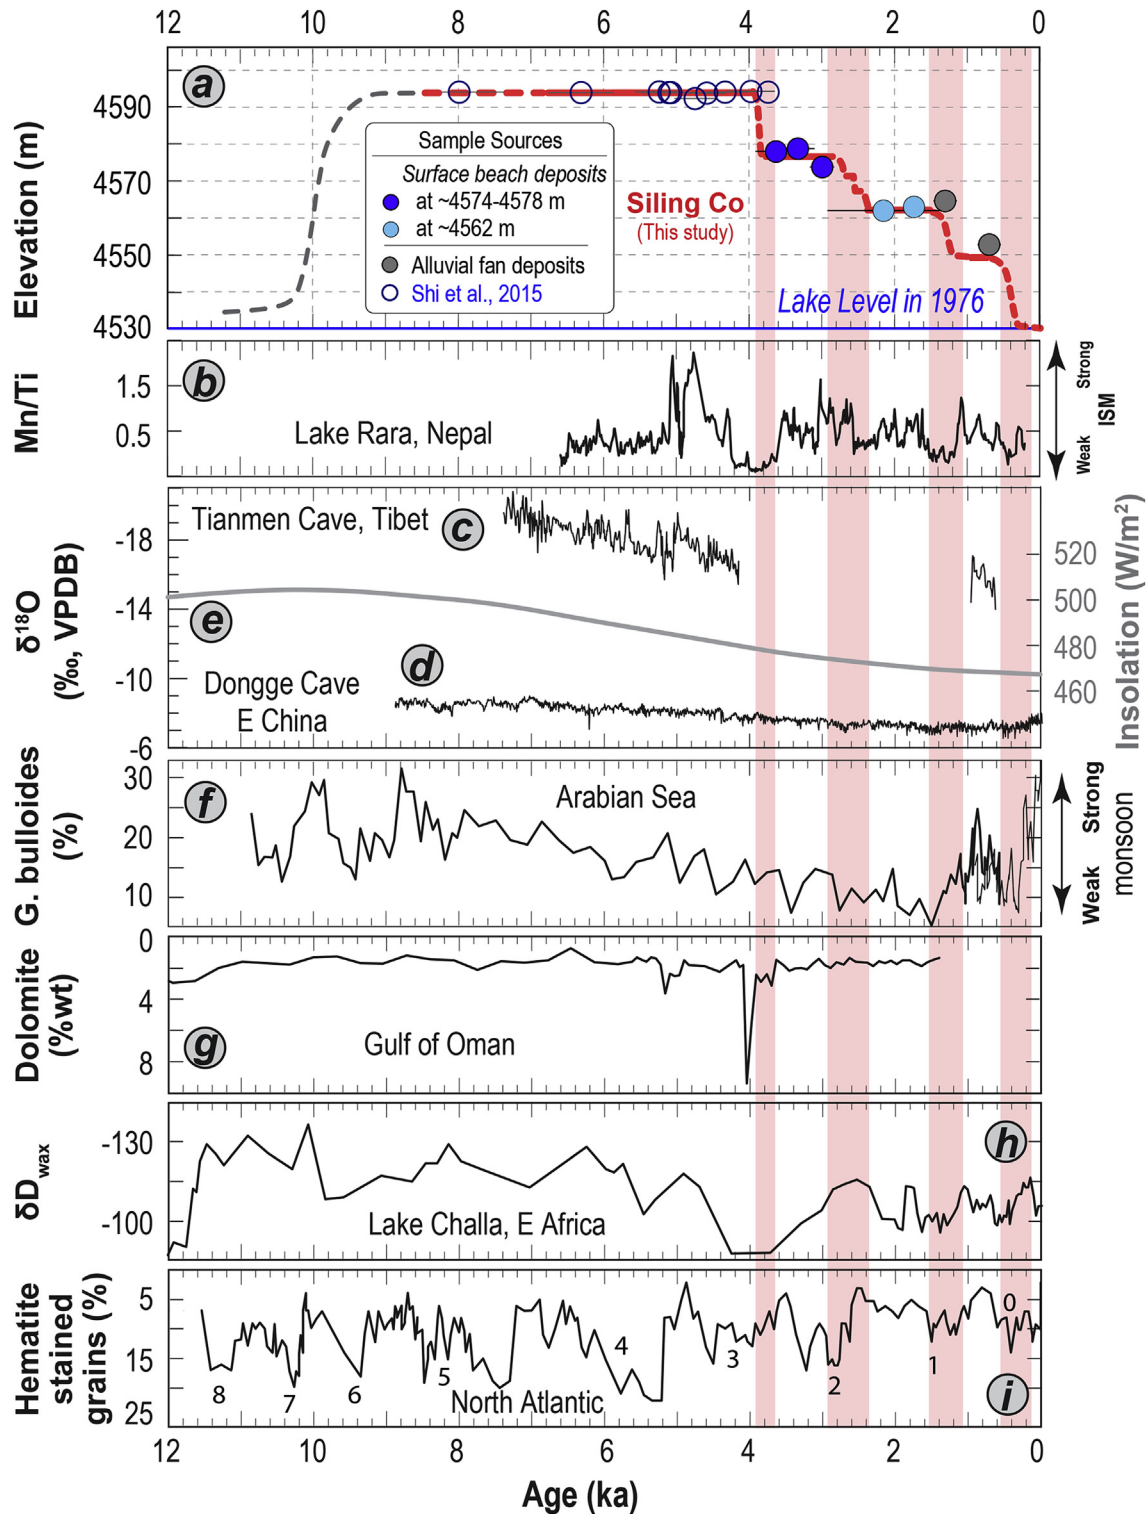 12 10 8 6 4 2 0
a
4590
4570
4550
4530
Elevation (m)
Sample Sources
Surface beach deposits
at ~4574-4578 m
at ~4562 m
Alluvial fan deposits
Shi et al., 2015
Siling Co
(This study)
Lake Level in 1976
b
1.5
0.5
Mn/Ti
Lake Rara, Nepal
Strong
ISM
Weak
Tianmen Cave, Tibet
c
-18
-14
-10
-6
δ¹⁸O
(‰, VPDB)
e
d
Dongge Cave
E China
520
500
480
460
Insolation (W/m²)
f
30
20
10
G. bulloides
(%)
Arabian Sea
Strong
monsoon
Weak
0
4
8
Dolomite
(%wt)
g
Gulf of Oman
-130
-100
δDwax
h
Lake Challa, E Africa
5
15
25
Hematite
stained
grains (%)
8 7 6 5 4 3 2 1 0
North Atlantic
i
12 10 8 6 4 2 0
Age (ka)